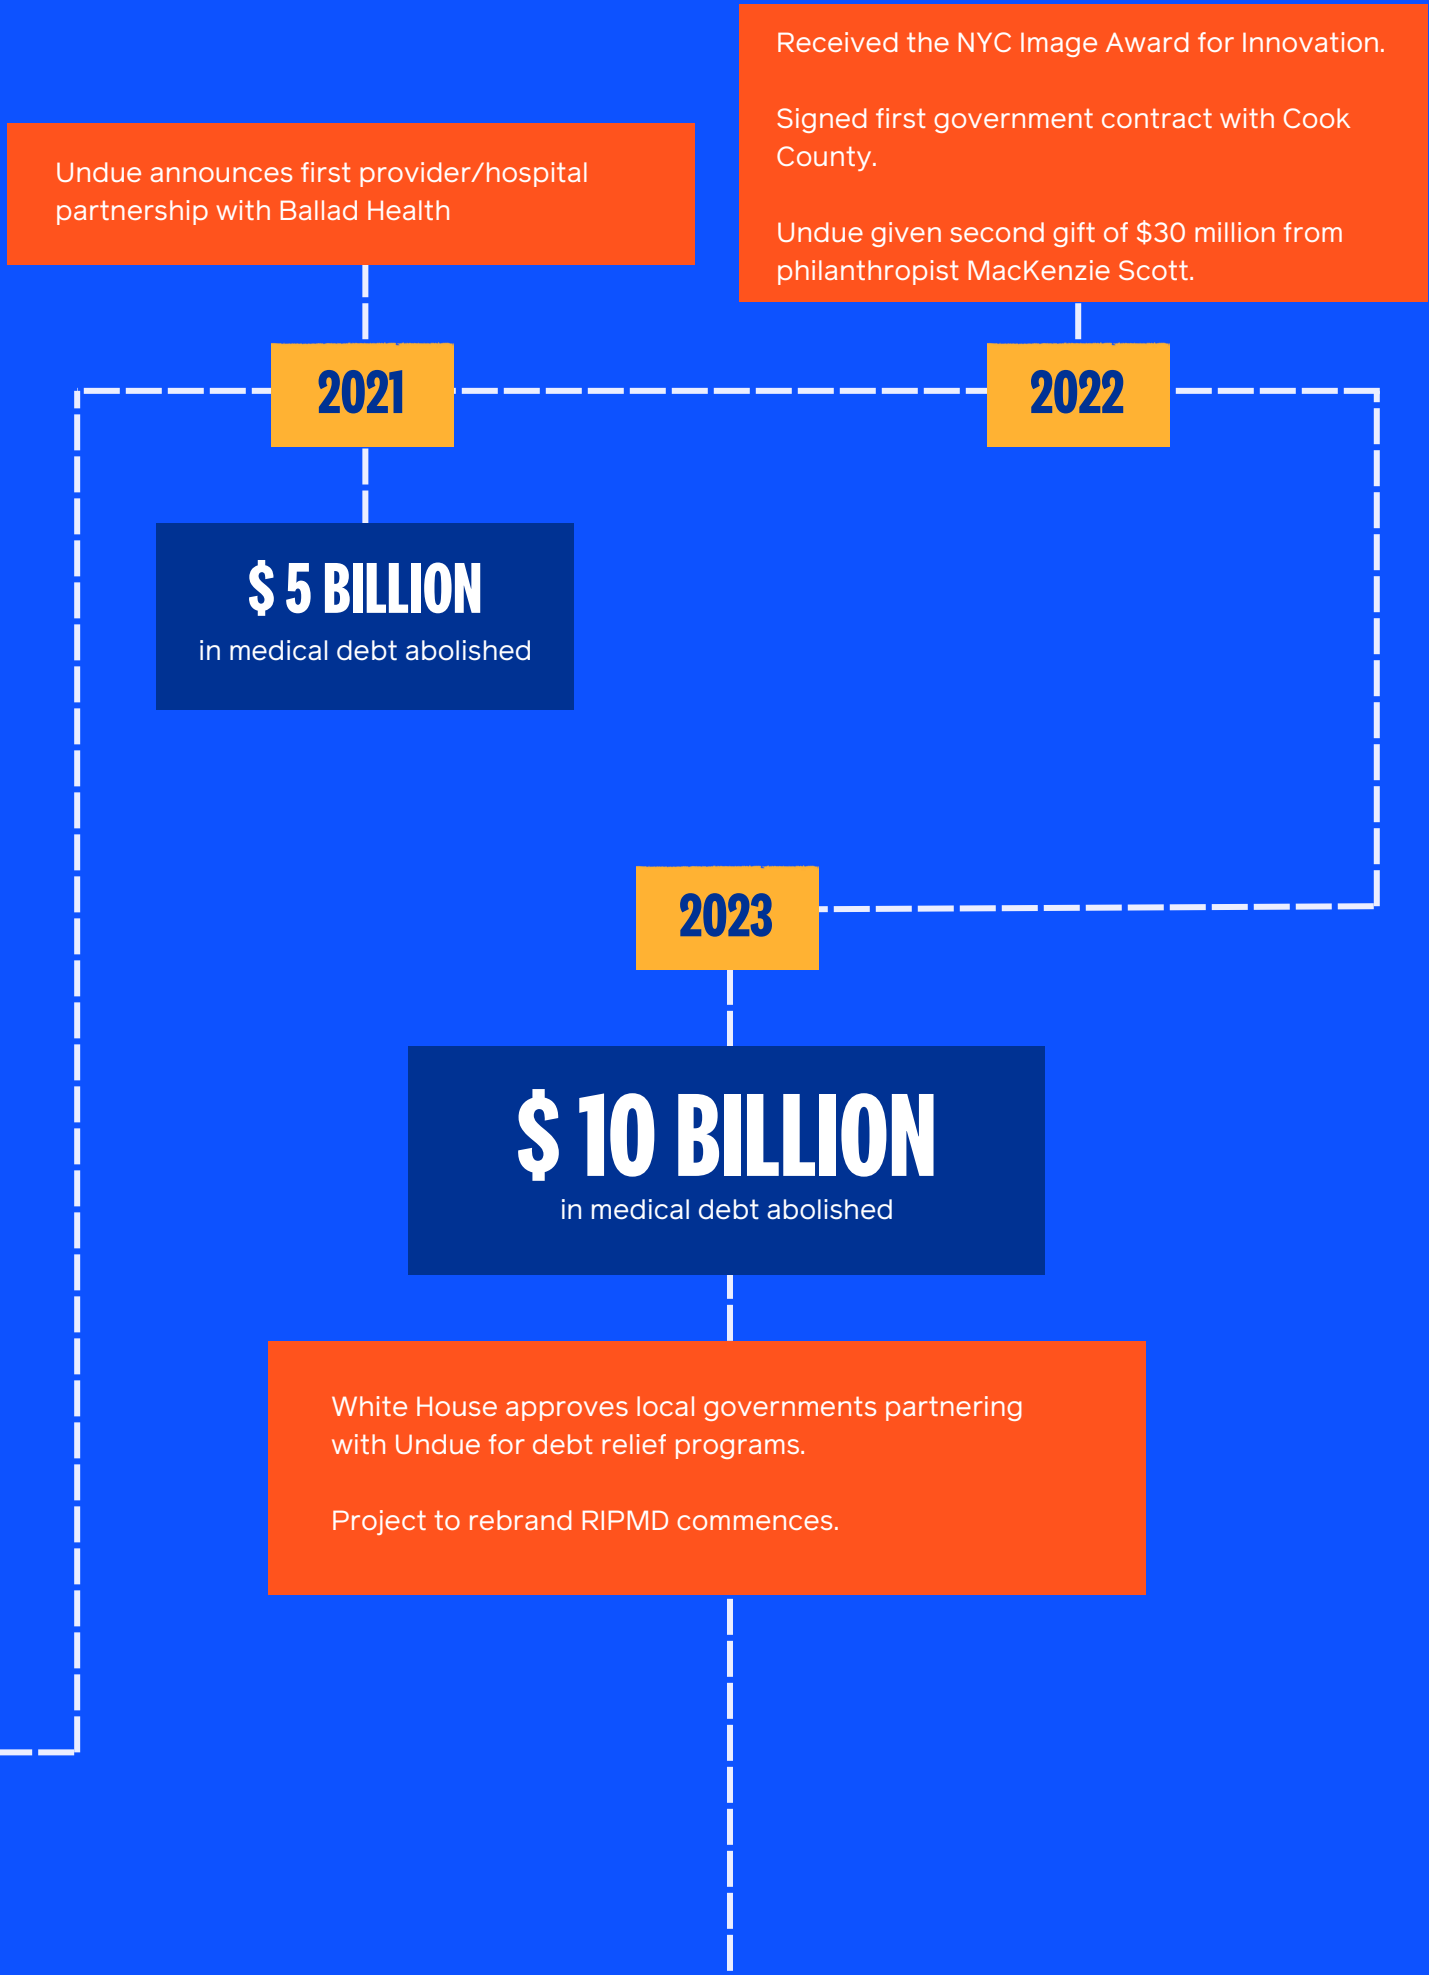 Undue announces first provider/hospital
partnership with Ballad Health
2021
$ 5 BILLION
in medical debt abolished
Received the NYC Image Award for Innovation.
Signed first government contract with Cook
County.
Undue given second gift of $30 million from
philanthropist MacKenzie Scott.
2022
2023
$ 10 BILLION
in medical debt abolished
White House approves local governments partnering
with Undue for debt relief programs.
Project to rebrand RIPMD commences.